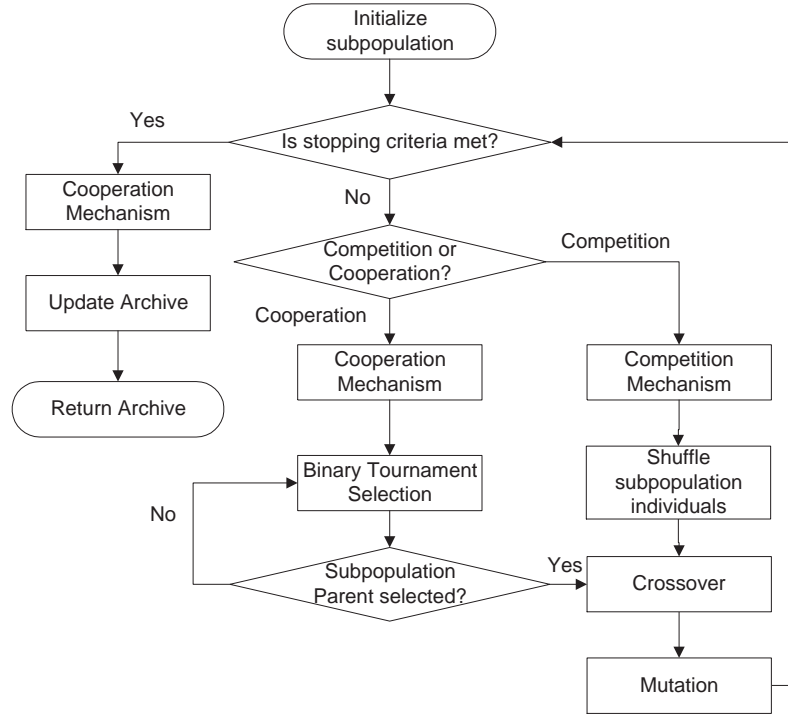 Initialize
subpopulation
Yes
Is stopping criteria met?
Cooperation
Mechanism
No
Competition or
Cooperation?
Competition
Update Archive
Cooperation
Return Archive
Cooperation
Mechanism
Competition
Mechanism
Binary Tournament
Selection
Shuffle
subpopulation
individuals
No
Subpopulation
Parent selected?
Yes
Crossover
Mutation